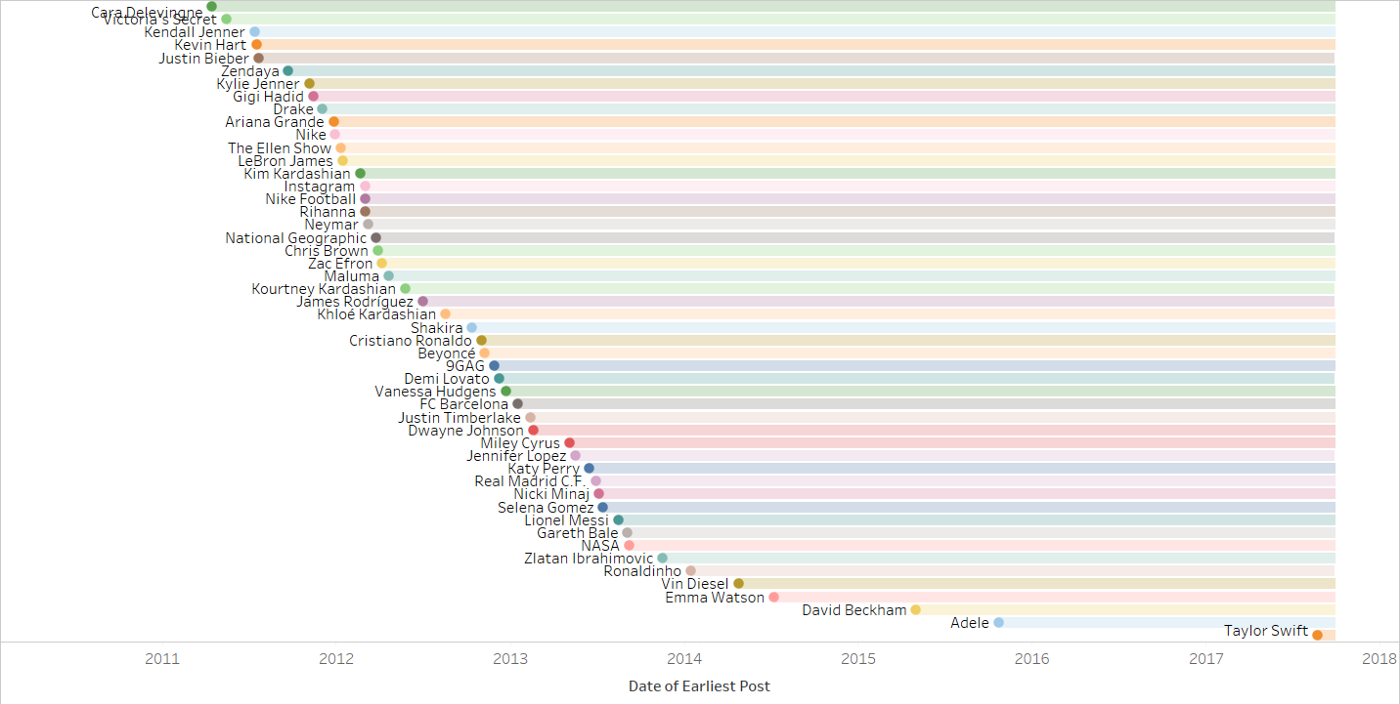 Cara Delevingne
Victoria's Secret
Kendall Jenner
Kevin Hart
Justin Bieber
Zendaya
Kylie Jenner
Gigi Hadid
Drake
Ariana Grande
Nike
The Ellen Show
LeBron James
Kim Kardashian
Instagram
Nike Football
Rihanna
Neymar
National Geographic
Chris Brown
Zac Efron
Maluma
Kourtney Kardashian
James Rodríguez
Khloé Kardashian
Shakira
Cristiano Ronaldo
Beyoncé
9GAG
Demi Lovato
Vanessa Hudgens
FC Barcelona
Justin Timberlake
Dwayne Johnson
Miley Cyrus
Jennifer Lopez
Katy Perry
Real Madrid C.F.
Nicki Minaj
Selena Gomez
Lionel Messi
Gareth Bale
NASA
Zlatan Ibrahimovic
Ronaldinho
Vin Diesel
Emma Watson
David Beckham
Adele
Taylor Swift
2011 2012 2013 2014 2015 2016 2017 2018
Date of Earliest Post